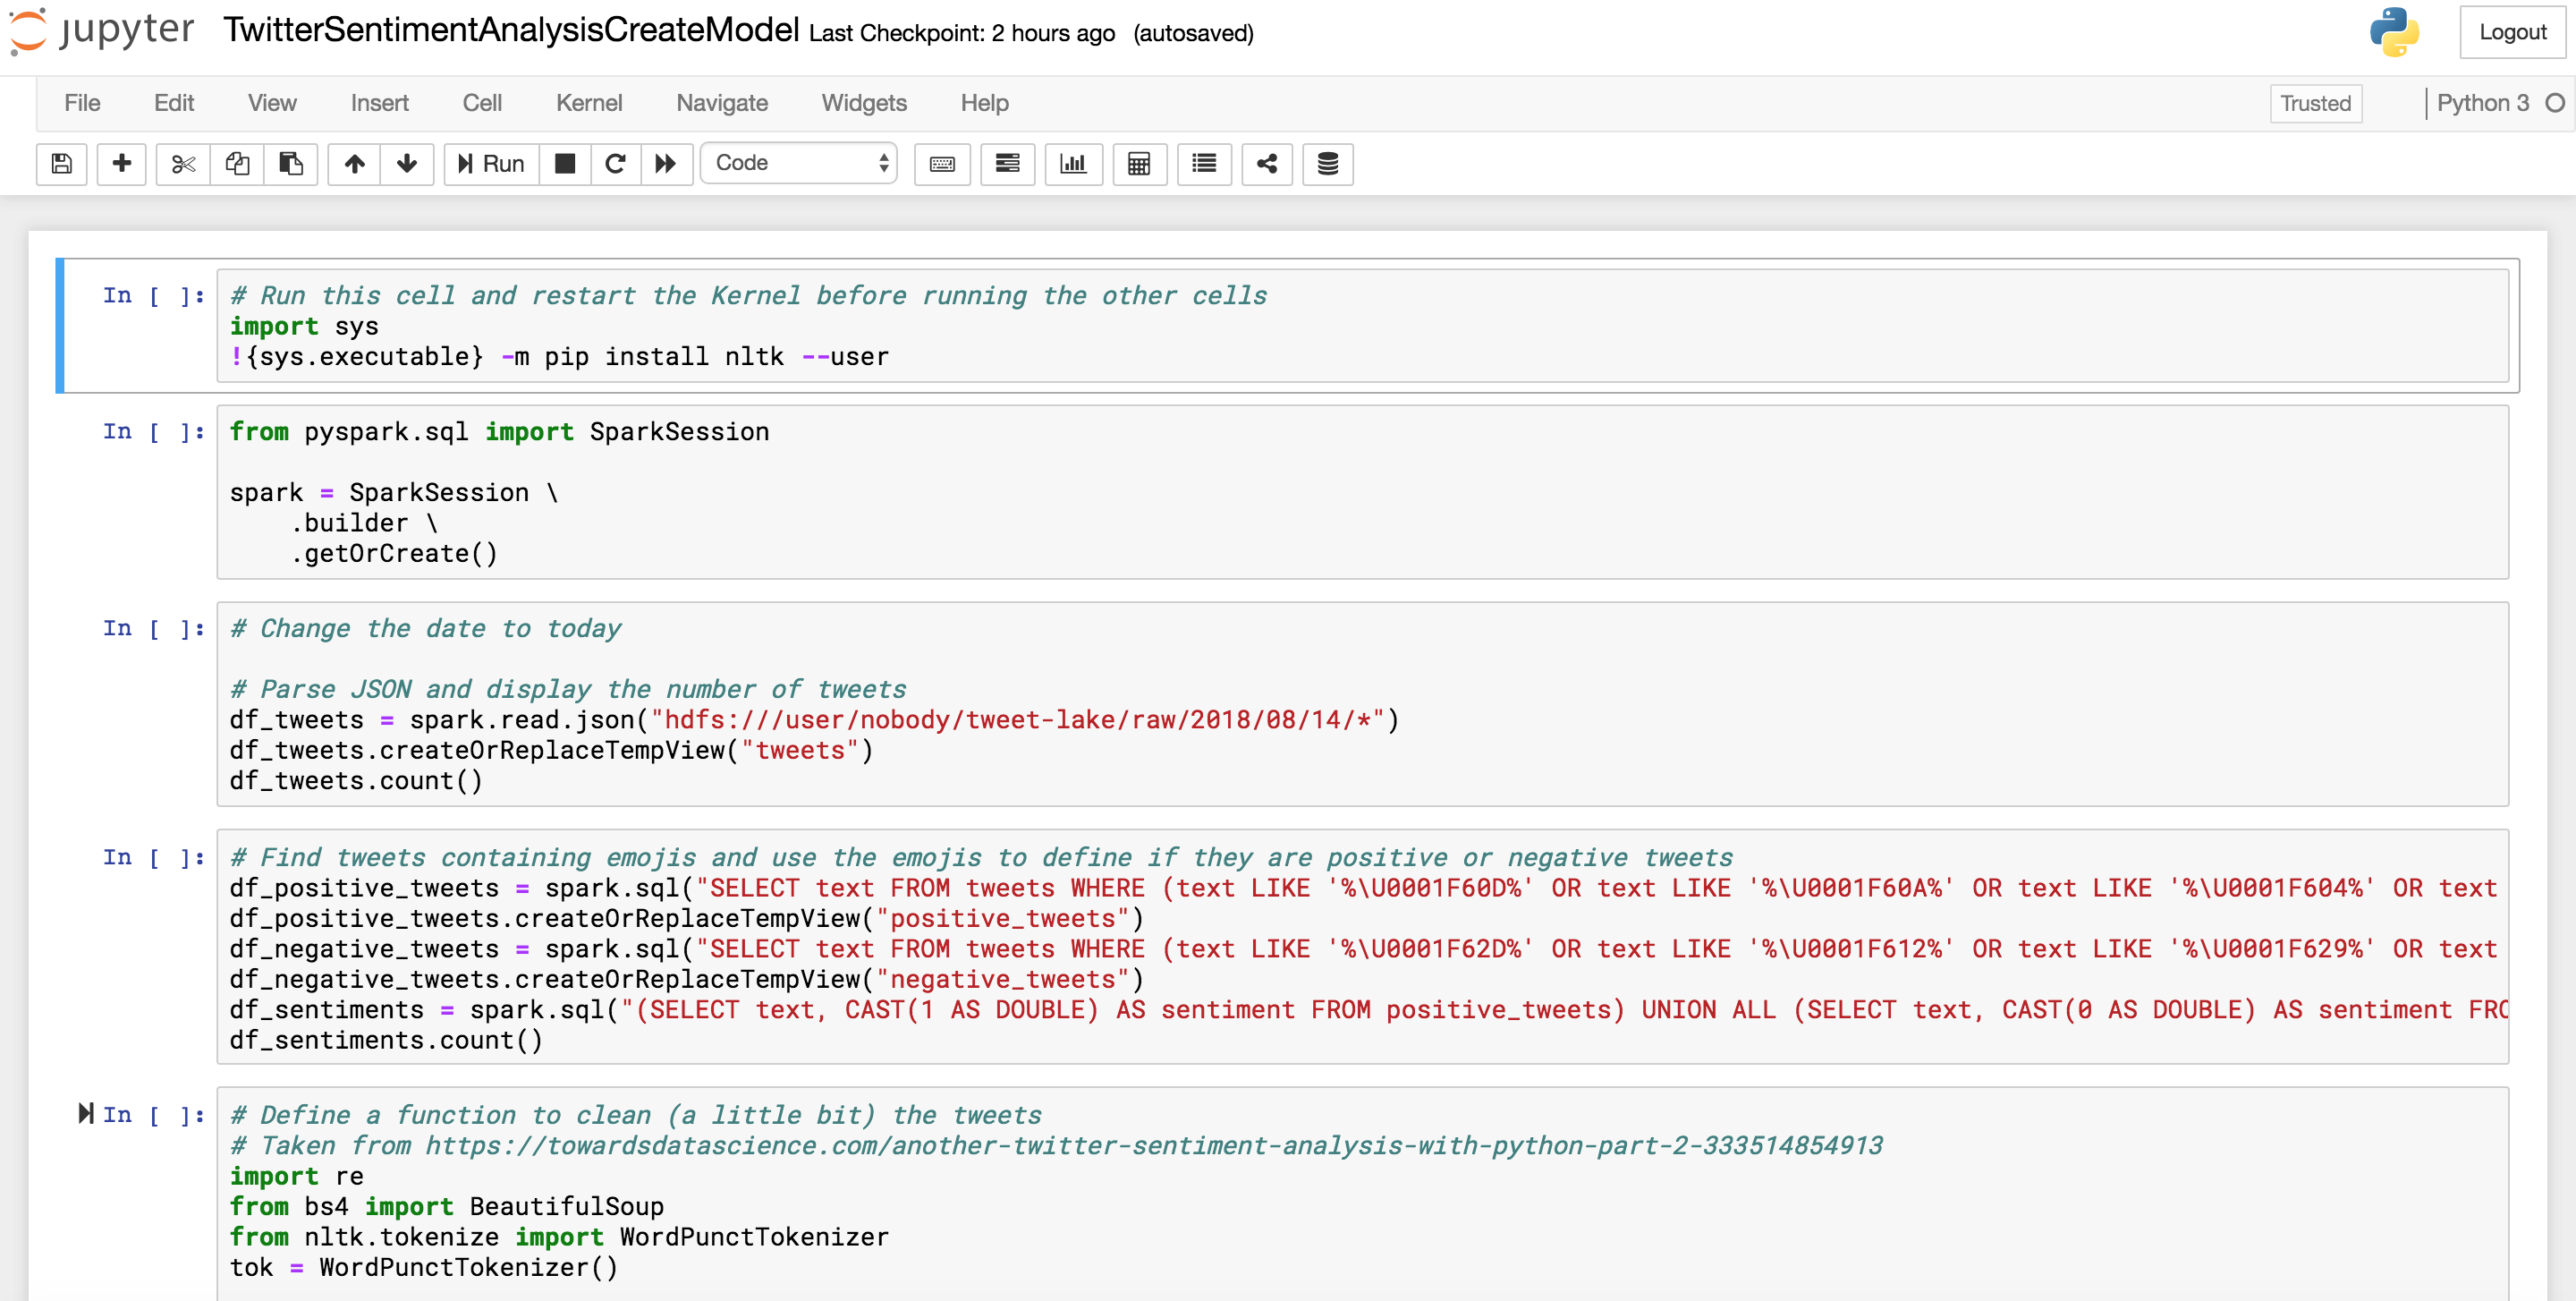 jupyter TwitterSentimentAnalysisCreateModel Last Checkpoint: 2 hours ago (autosaved) Logout
File Edit View Insert Cell Kernel Navigate Widgets Help Trusted Python 3
Run Code
In [ ]: # Run this cell and restart the Kernel before running the other cells
import sys
!{sys.executable} -m pip install nltk --user
In [ ]: from pyspark.sql import SparkSession
spark = SparkSession \
    .builder \
    .getOrCreate()
In [ ]: # Change the date to today
# Parse JSON and display the number of tweets
df_tweets = spark.read.json("hdfs:///user/nobody/tweet-lake/raw/2018/08/14/*")
df_tweets.createOrReplaceTempView("tweets")
df_tweets.count()
In [ ]: # Find tweets containing emojis and use the emojis to define if they are positive or negative tweets
df_positive_tweets = spark.sql("SELECT text FROM tweets WHERE (text LIKE '%\U0001F60D%' OR text LIKE '%\U0001F60A%' OR text LIKE '%\U0001F604%' OR text
df_positive_tweets.createOrReplaceTempView("positive_tweets")
df_negative_tweets = spark.sql("SELECT text FROM tweets WHERE (text LIKE '%\U0001F62D%' OR text LIKE '%\U0001F612%' OR text LIKE '%\U0001F629%' OR text
df_negative_tweets.createOrReplaceTempView("negative_tweets")
df_sentiments = spark.sql("(SELECT text, CAST(1 AS DOUBLE) AS sentiment FROM positive_tweets) UNION ALL (SELECT text, CAST(0 AS DOUBLE) AS sentiment FRO
df_sentiments.count()
In [ ]: # Define a function to clean (a little bit) the tweets
# Taken from https://towardsdatascience.com/another-twitter-sentiment-analysis-with-python-part-2-333514854913
import re
from bs4 import BeautifulSoup
from nltk.tokenize import WordPunctTokenizer
tok = WordPunctTokenizer()